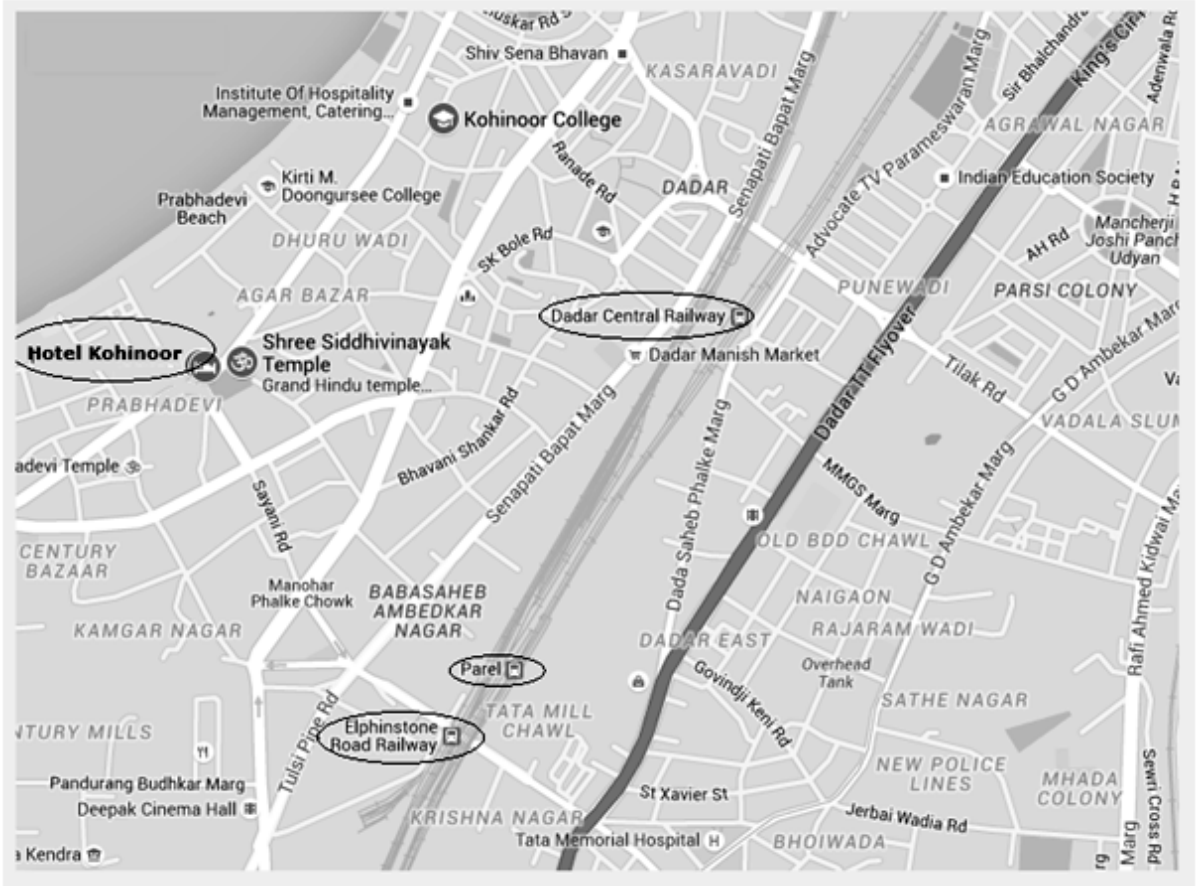 uskar Rd S
Shiv Sena Bhavan
KASARAVADI
Senapati Bapat Marg
Advocate TV Parameswaran Marg
Sir Bhalchandra
King's Cir
Adenwala Ro
Institute Of Hospitality
Management, Catering...
Kohinoor College
AGRAWAL NAGAR
Ranade Rd
DADAR
Indian Education Society
Kirti M.
Doongursee College
Prabhadevi
Beach
DHURU WADI
SK Bole Rd
Mancherji
Joshi Panch
Udyan
AH Rd
AGAR BAZAR
PUNEWADI
PARSI COLONY
Dadar Central Railway
Hotel Kohinoor
Shree Siddhivinayak
Temple
Grand Hindu temple...
Dadar Manish Market
Dadar TT Flyover
Tilak Rd
G D Ambekar Marg
Va
PRABHADEVI
VADALA SLUM
Bhavani Shankar Rd
Senapati Bapat Marg
Dada Saheb Phalke Marg
adevi Temple
MMGS Marg
G D Ambekar Marg
Sayani Rd
OLD BDD CHAWL
Rafi Ahmed Kidwai Ma
CENTURY
BAZAAR
Manohar
Phalke Chowk
BABASAHEB
AMBEDKAR
NAGAR
NAIGAON
KAMGAR NAGAR
DADAR EAST
RAJARAM WADI
Parel
Govindji Keni Rd
Overhead
Tank
SATHE NAGAR
Tulsi Pipe Rd
TATA MILL
CHAWL
NTURY MILLS
Elphinstone
Road Railway
NEW POLICE
LINES
MHADA
COLONY
Sewri Cross Rd
Pandurang Budhkar Marg
Deepak Cinema Hall
St Xavier St
KRISHNA NAGAR
Jerbai Wadia Rd
Tata Memorial Hospital
H
BHOIWADA
a Kendra
rg
Marg